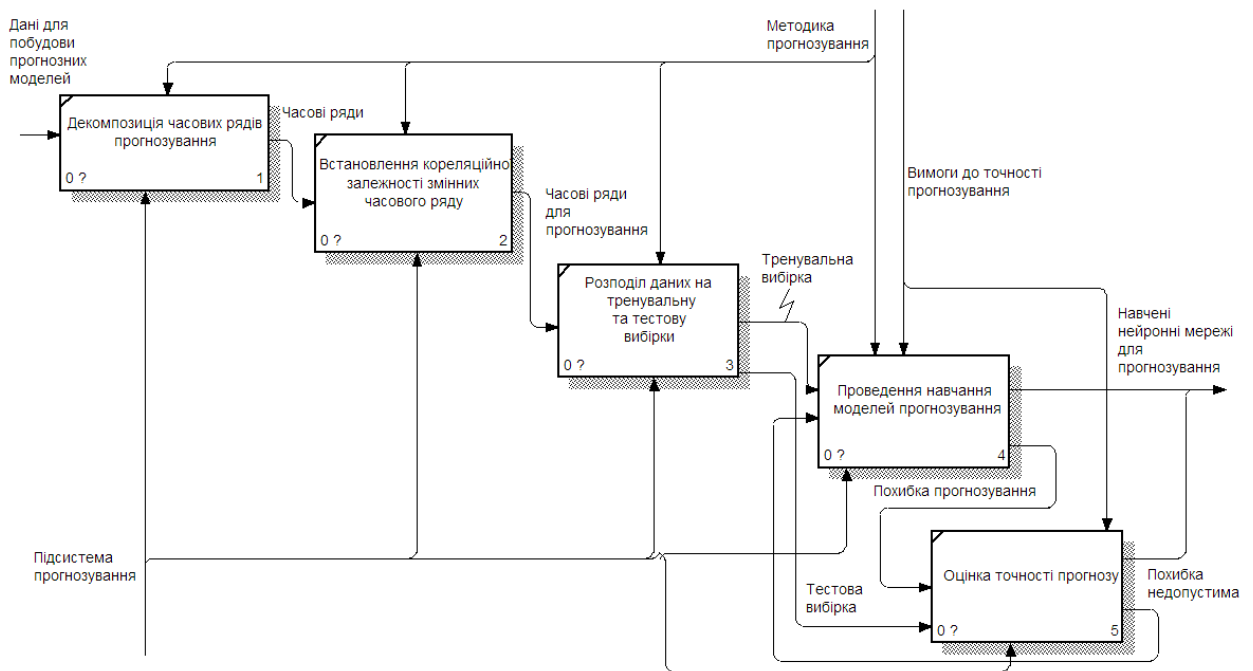 Дані для
побудови
прогнозних
моделей
Методика
прогнозування
Декомпозиція часових рядів
прогнозування
0 ?
1
Часові ряди
Встановлення кореляційно
залежності змінних
часового ряду
0 ?
2
Вимоги до точності
прогнозування
Часові ряди
для
прогнозування
Тренувальна
вибірка
Розподіл даних на
тренувальну
та тестову
вибірки
0 ?
3
Навчені
нейронні мережі
для
прогнозування
Проведення навчання
моделей прогнозування
0 ?
4
Похибка прогнозування
Підсистема
прогнозування
Оцінка точності прогнозу
0 ?
5
Похибка
недопустима
Тестова
вибірка